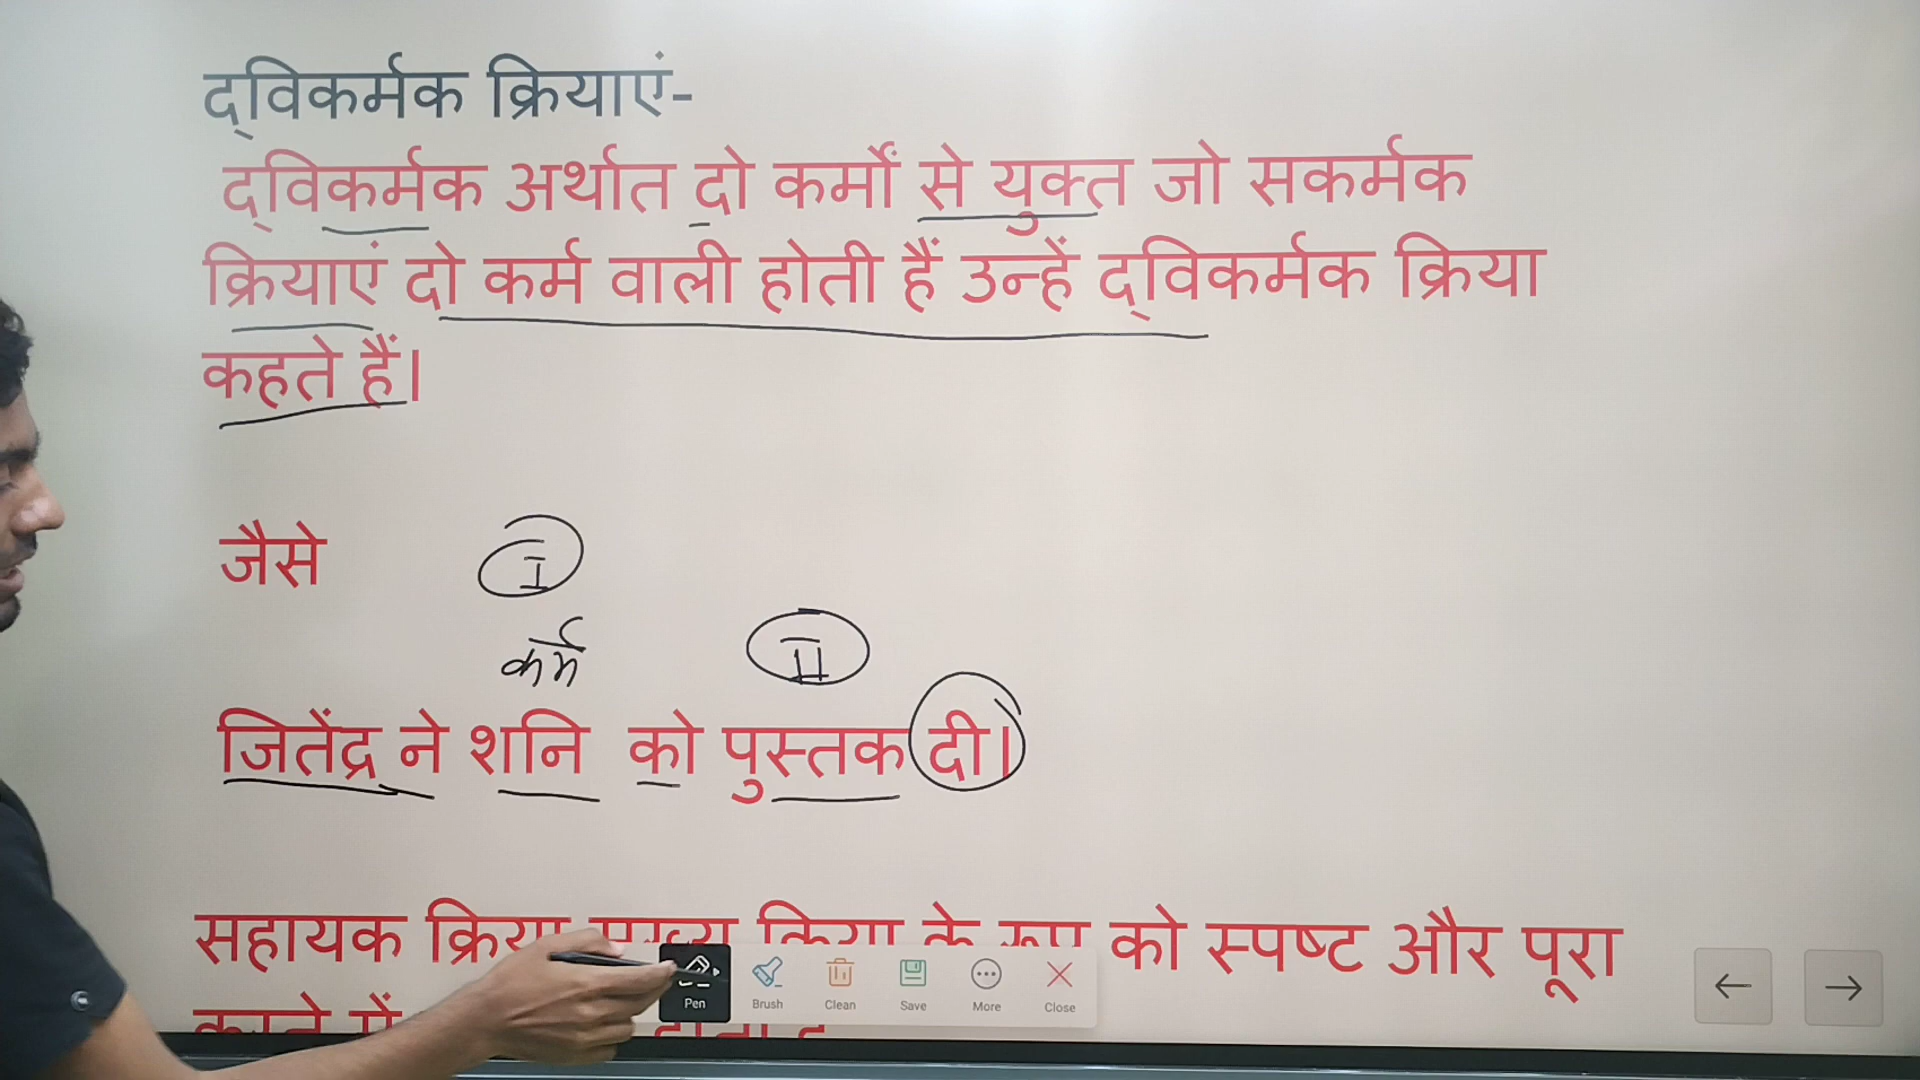 द्विकर्मक क्रियाएं-
द्विकर्मक अर्थात दो कर्मों से युक्त जो सकर्मक
क्रियाएं दो कर्म वाली होती हैं उन्हें द्विकर्मक क्रिया
कहते हैं।
जैसे
I
कर्म
II
जितेंद्र ने शनि को पुस्तक दी।
सहायक क्रिया मुख्य क्रिया के रूप को स्पष्ट और पूरा
Pen Brush Clean Save More Close